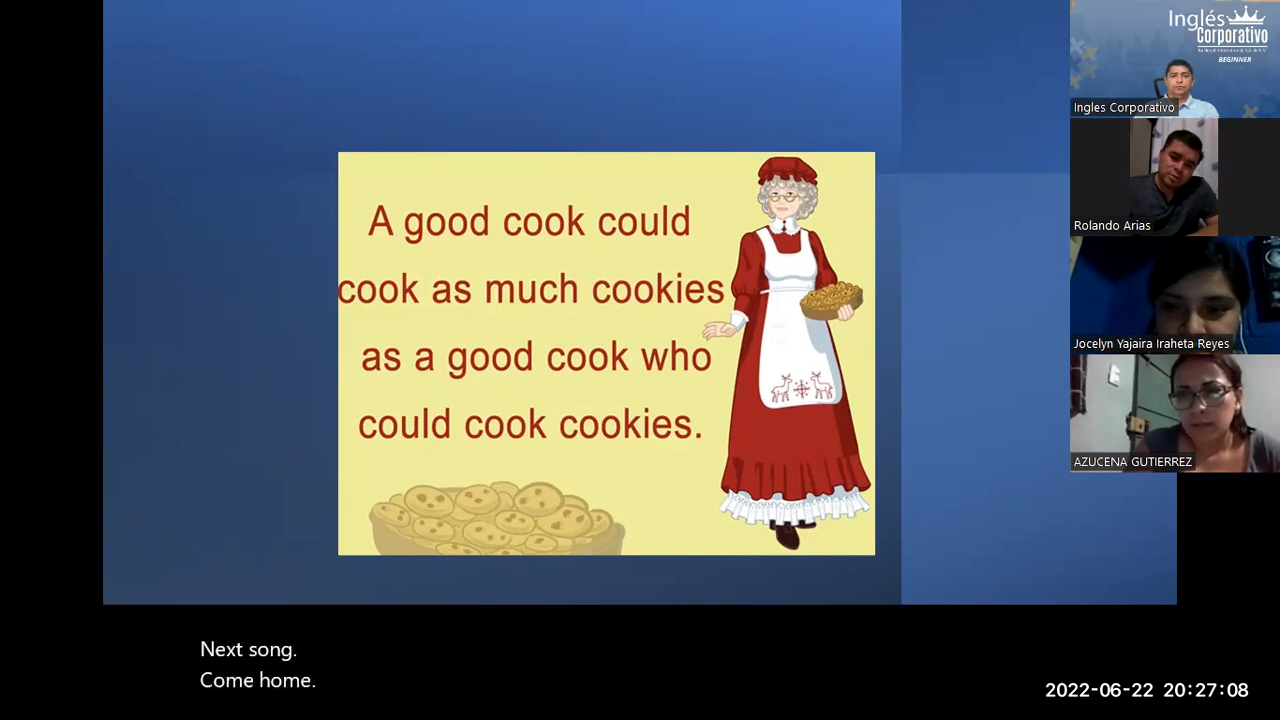 A good cook could
cook as much cookies
as a good cook who
could cook cookies.
Inglés
Corporativo
BEGINNER
Ingles Corporativo
Rolando Arias
Jocelyn Yajaira Iraheta Reyes
AZUCENA GUTIERREZ
Next song.
Come home.
2022-06-22 20:27:08